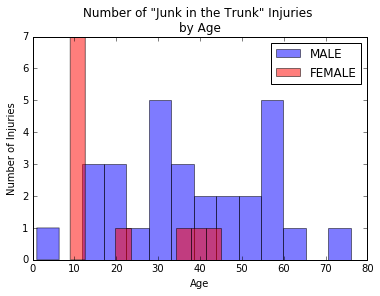 Number of "Junk in the Trunk" Injuries
by Age
7
6
5
4
3
2
1
0
Number of Injuries
MALE
FEMALE
0 10 20 30 40 50 60 70 80
Age